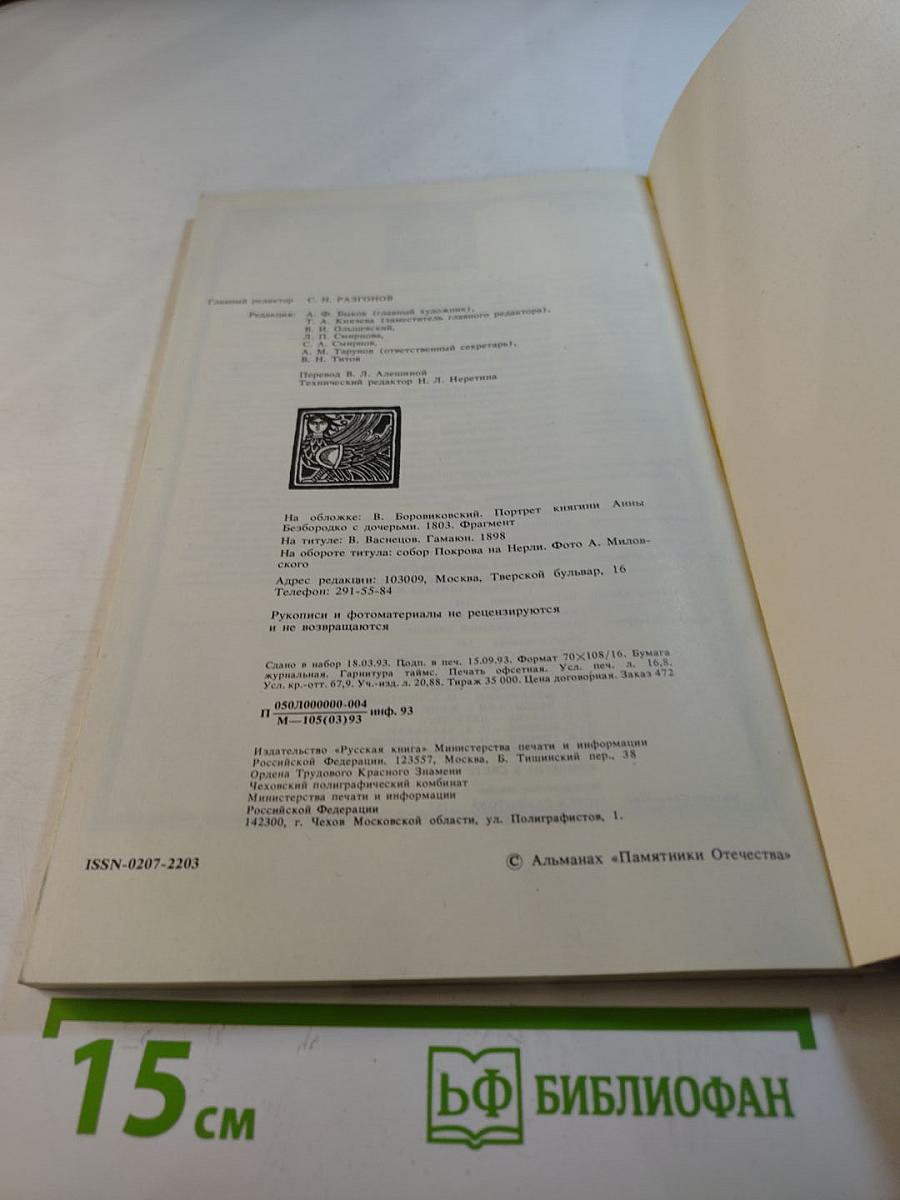 Главный редактор С. Н. РАЗГОНОВ
Редакция: А. Ф. Быков (главный художник),
Т. А. Князева (заместитель главного редактора),
В. И. Ольшевский,
Л. П. Смирнова,
С. А. Смирнов,
А. М. Тарунов (ответственный секретарь),
В. Н. Титов
Перевод В. Л. Алешиной
Технический редактор Н. Л. Неретина
На обложке: В. Боровиковский. Портрет княгини Анны
Безбородко с дочерьми. 1803. Фрагмент
На титуле: В. Васнецов. Гамаюн. 1898
На обороте титула: собор Покрова на Нерли. Фото А. Милов-
ского
Адрес редакции: 103009, Москва, Тверской бульвар, 16
Телефон: 291-55-84
Рукописи и фотоматериалы не рецензируются
и не возвращаются
Сдано в набор 18.03.93. Подп. в печ. 15.09.93. Формат 70×108/16. Бумага
журнальная. Гарнитура таймс. Печать офсетная. Усл. печ. л. 16,8.
Усл. кр.-отт. 67,9. Уч.-изд. л. 20,88. Тираж 35 000. Цена договорная. Заказ 472
050Л000000-004
П инф. 93
М—105(03)93
Издательство «Русская книга» Министерства печати и информации
Российской Федерации. 123557, Москва, Б. Тишинский пер., 38
Ордена Трудового Красного Знамени
Чеховский полиграфический комбинат
Министерства печати и информации
Российской Федерации
142300, г. Чехов Московской области, ул. Полиграфистов, 1.
ISSN-0207-2203 © Альманах «Памятники Отечества»
15 см ЬФ БИБЛИОФАН